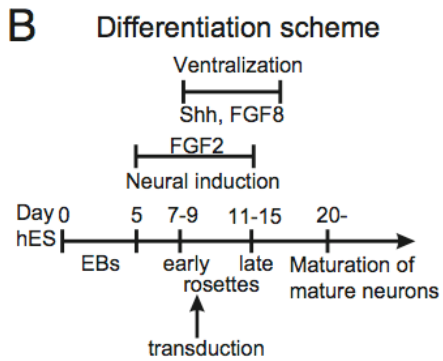 B Differentiation scheme
Ventralization
Shh, FGF8
FGF2
Neural induction
Day 0 5 7-9 11-15 20-
hES
EBs early late Maturation of
rosettes mature neurons
transduction